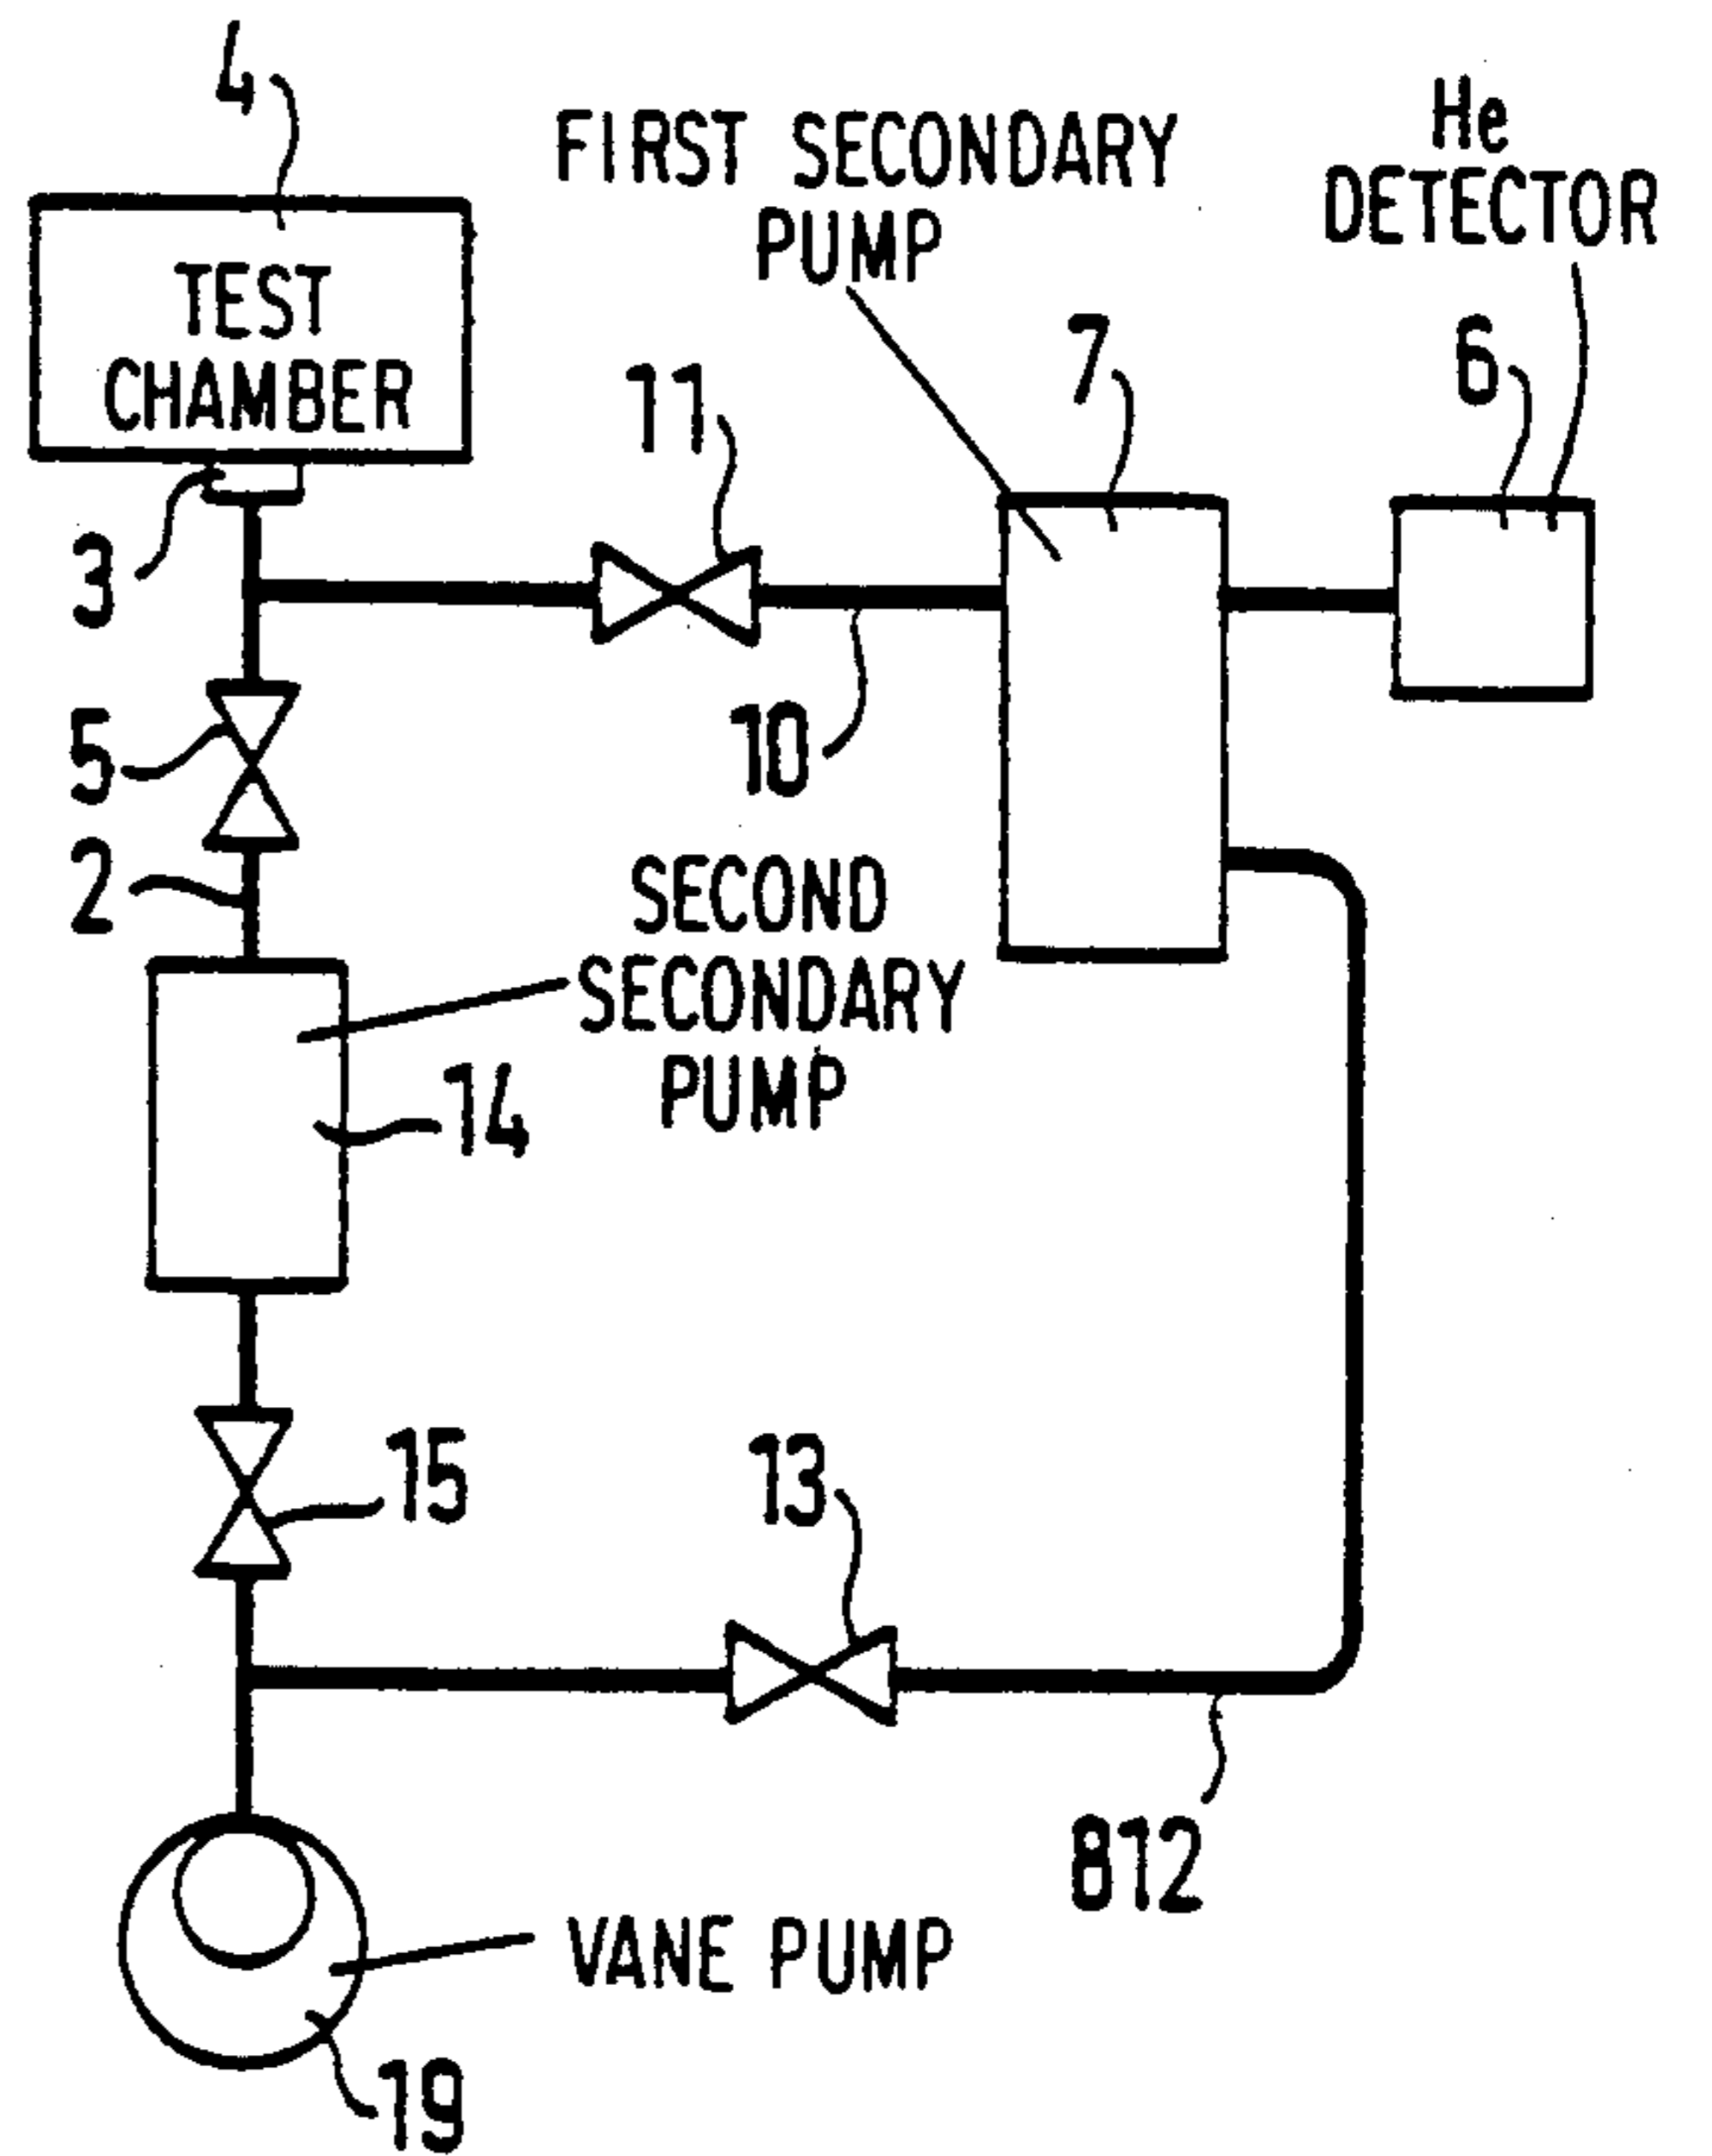 4
FIRST SECONDARY
PUMP
He
DETECTOR
TEST
CHAMBER
11
7
6
3
5
10
2
SECOND
SECONDARY
PUMP
14
15
13
812
VANE PUMP
19